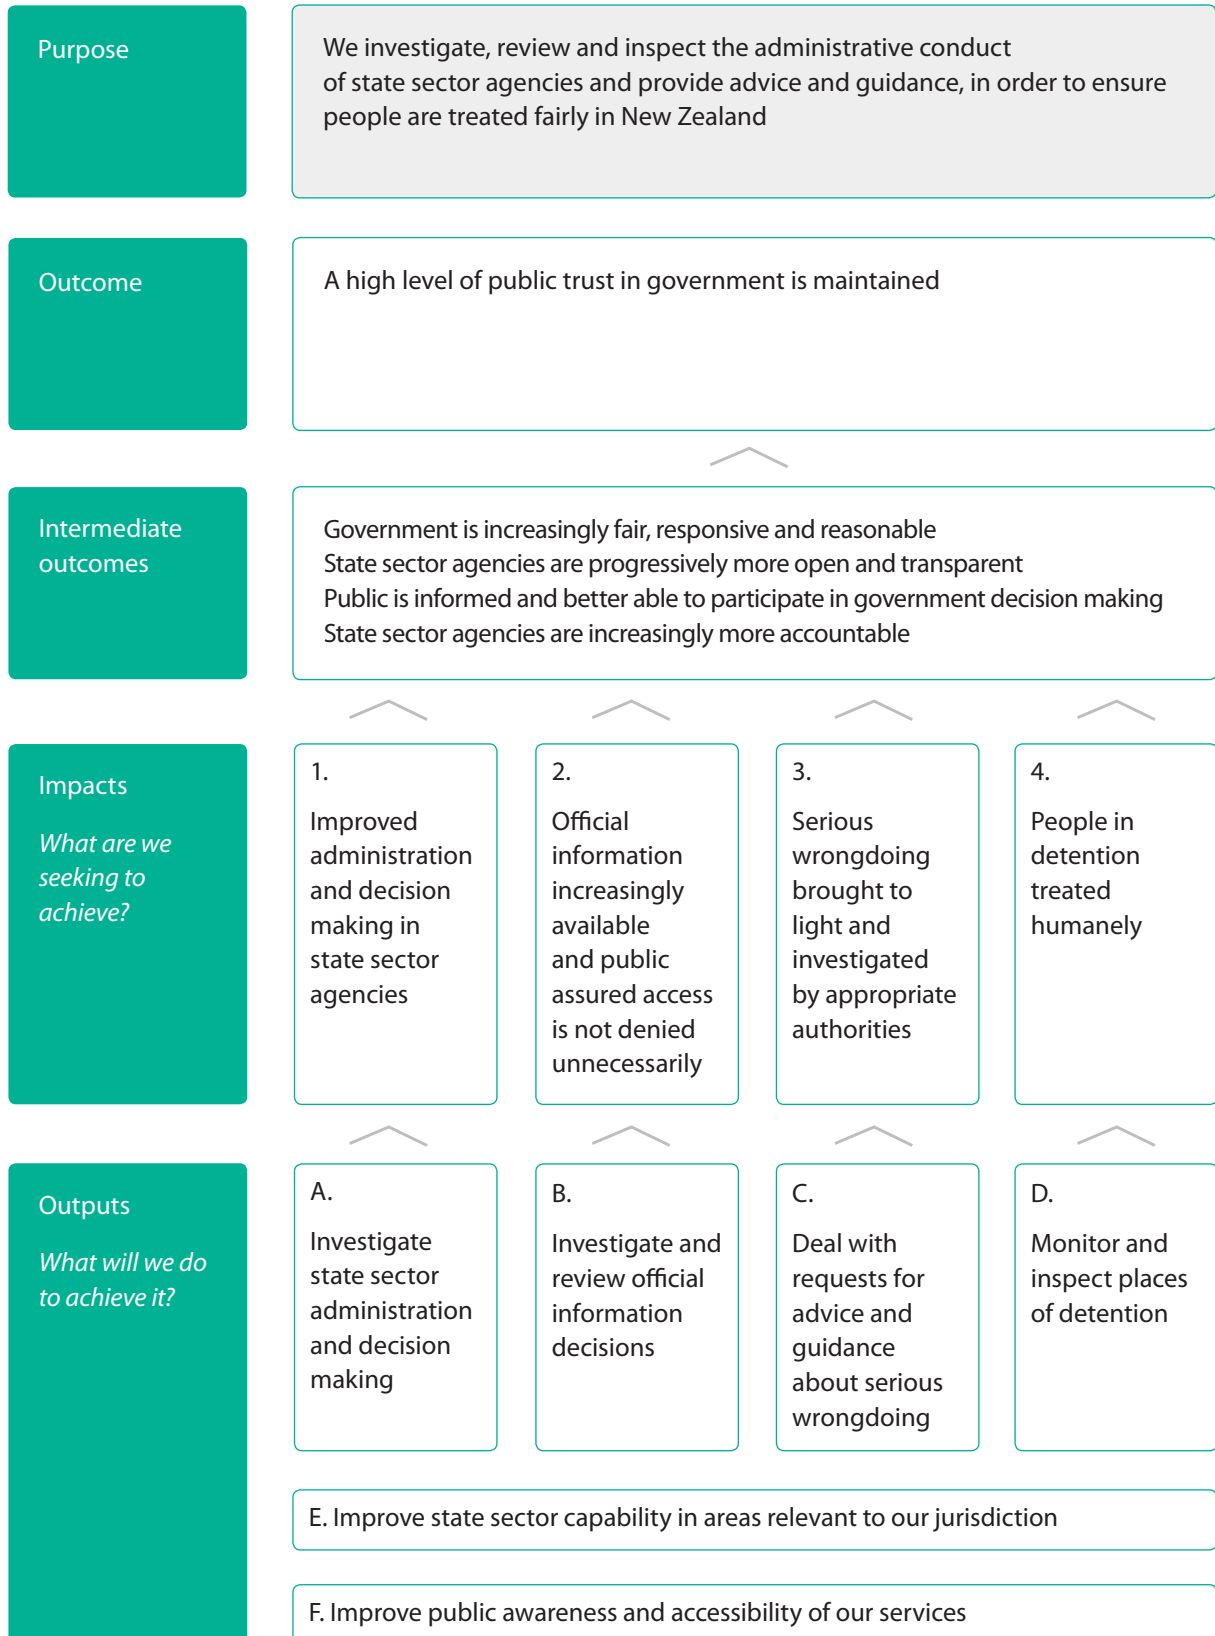 Purpose
We investigate, review and inspect the administrative conduct
of state sector agencies and provide advice and guidance, in order to ensure
people are treated fairly in New Zealand
Outcome
A high level of public trust in government is maintained
Intermediate
outcomes
Government is increasingly fair, responsive and reasonable
State sector agencies are progressively more open and transparent
Public is informed and better able to participate in government decision making
State sector agencies are increasingly more accountable
Impacts
What are we
seeking to
achieve?
1.
Improved
administration
and decision
making in
state sector
agencies
2.
Official
information
increasingly
available
and public
assured access
is not denied
unnecessarily
3.
Serious
wrongdoing
brought to
light and
investigated
by appropriate
authorities
4.
People in
detention
treated
humanely
Outputs
What will we do
to achieve it?
A.
Investigate
state sector
administration
and decision
making
B.
Investigate and
review official
information
decisions
C.
Deal with
requests for
advice and
guidance
about serious
wrongdoing
D.
Monitor and
inspect places
of detention
E. Improve state sector capability in areas relevant to our jurisdiction
F. Improve public awareness and accessibility of our services